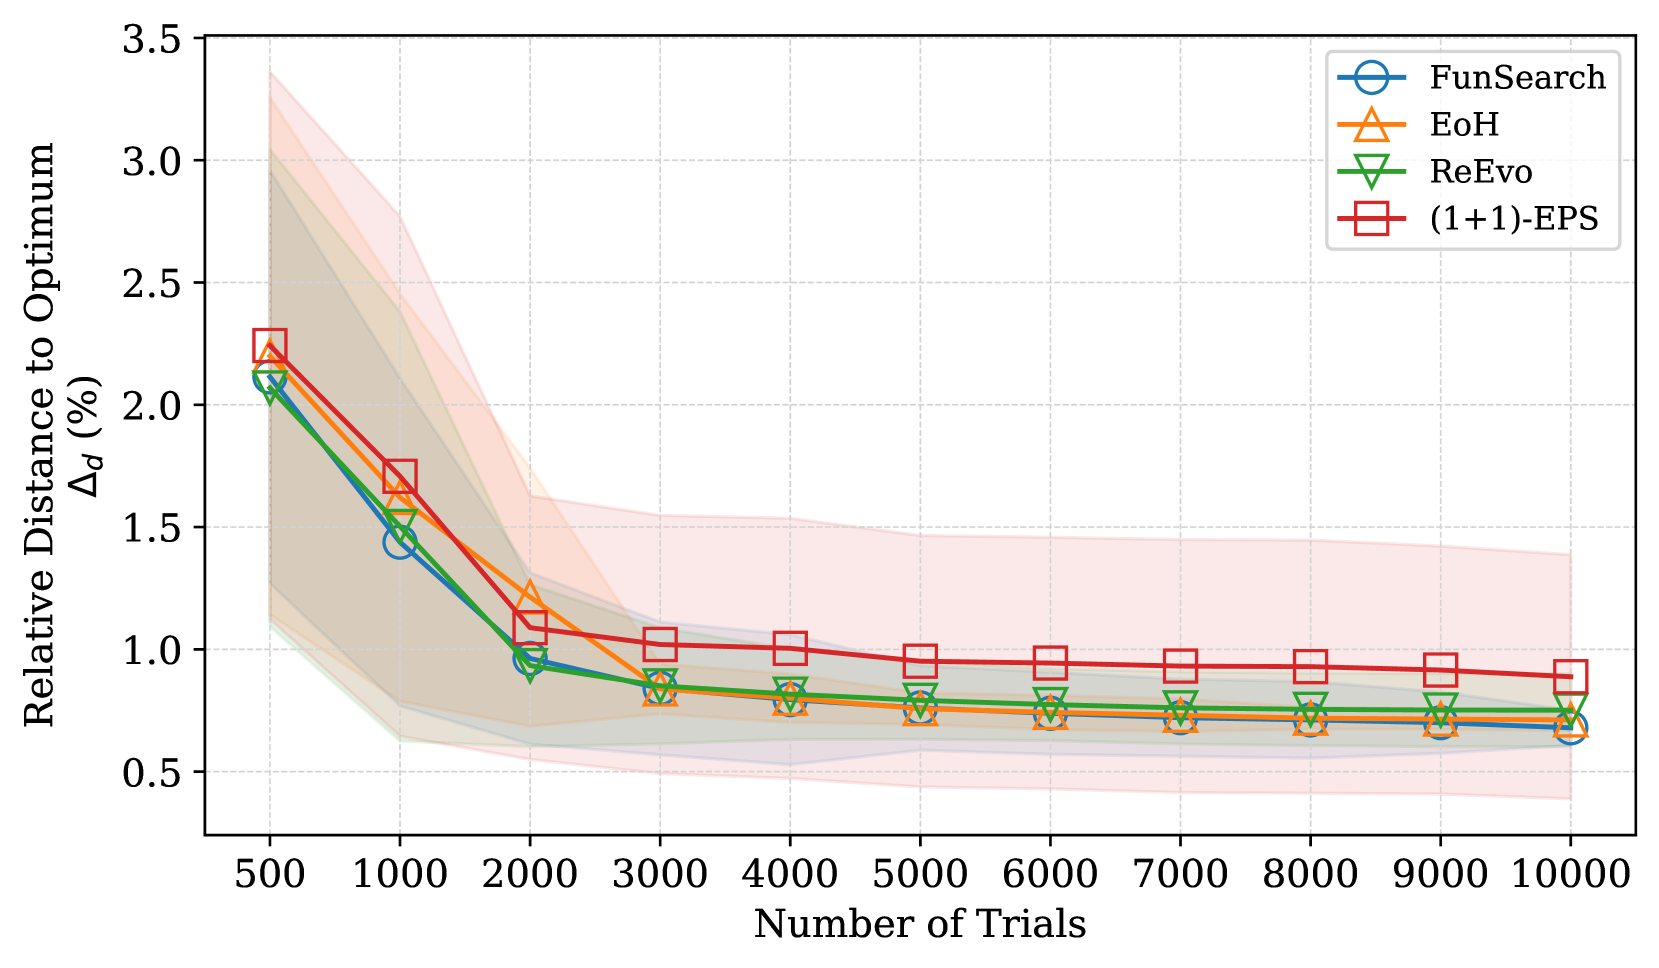 Relative Distance to Optimum
Δd (%)
3.5
3.0
2.5
2.0
1.5
1.0
0.5
FunSearch
EoH
ReEvo
(1+1)-EPS
500 1000 2000 3000 4000 5000 6000 7000 8000 9000 10000
Number of Trials